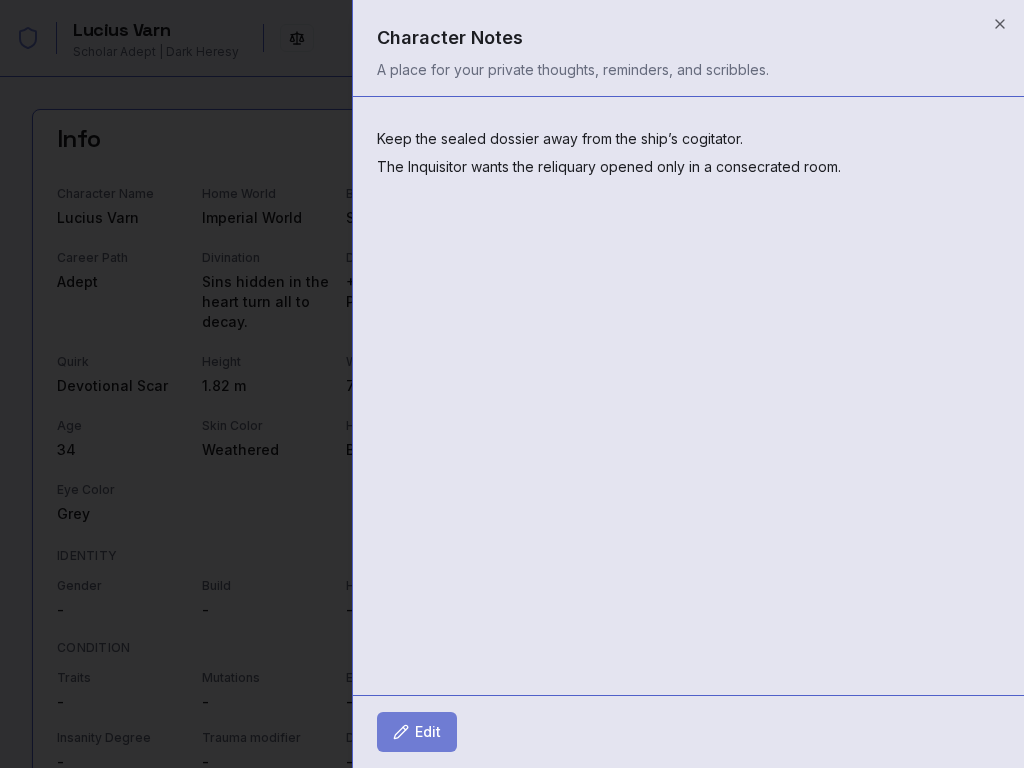 Lucius Varn
Scholar Adept | Dark Heresy
Character Notes
A place for your private thoughts, reminders, and scribbles.
Keep the sealed dossier away from the ship’s cogitator.
The Inquisitor wants the reliquary opened only in a consecrated room.
Edit
Info
Character Name
Home World
Lucius Varn
Imperial World
Career Path
Divination
Adept
Sins hidden in the
heart turn all to
decay.
Quirk
Height
Devotional Scar
1.82 m
Age
Skin Color
34
Weathered
Eye Color
Grey
IDENTITY
Gender
Build
-
-
CONDITION
Traits
Mutations
-
-
Insanity Degree
Trauma modifier
-
-